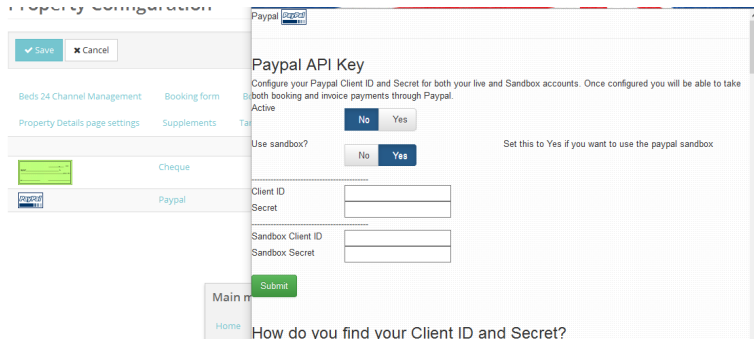 Property Configuration
Save
Cancel
Beds 24 Channel Management
Booking form
Property Details page settings
Supplements
Cheque
PayPal
Paypal
Main m
Home
Paypal
PayPal
Paypal API Key
Configure your Paypal Client ID and Secret for both your live and Sandbox accounts. Once configured you will be able to take
both booking and invoice payments through Paypal.
Active
No
Yes
Use sandbox?
No
Yes
Set this to Yes if you want to use the paypal sandbox
Client ID
Secret
Sandbox Client ID
Sandbox Secret
Submit
How do you find your Client ID and Secret?